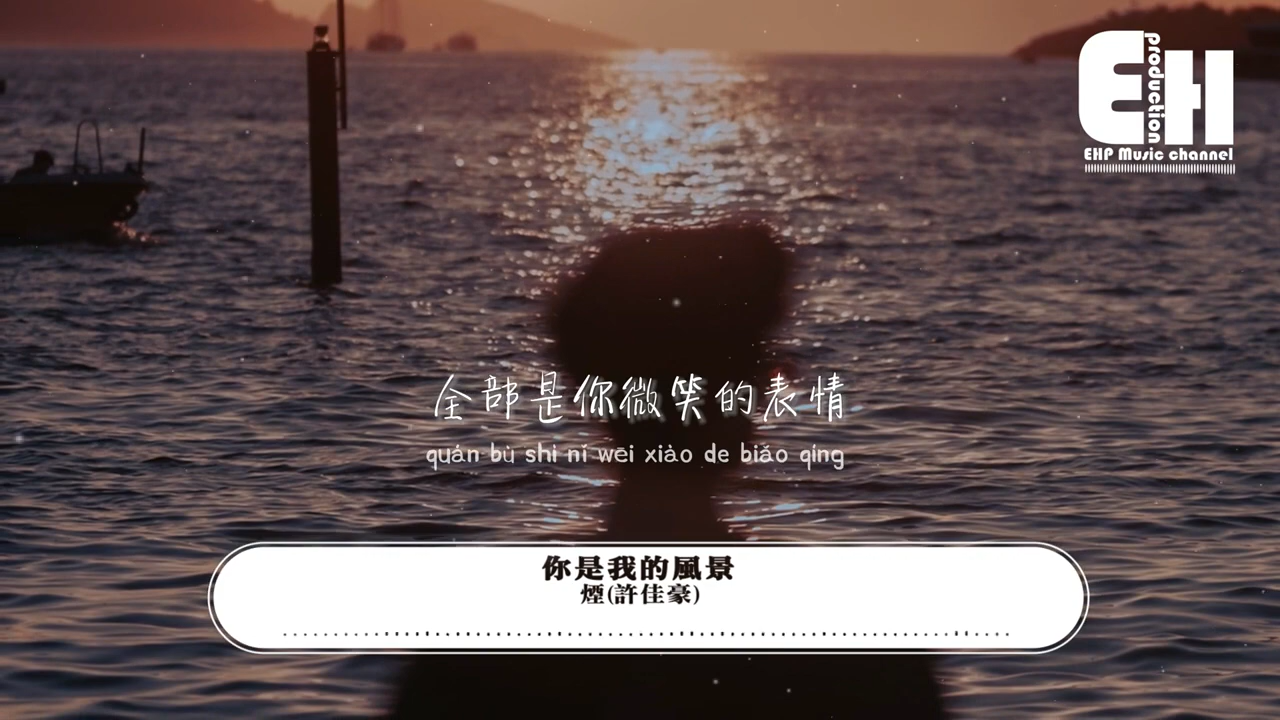 EH
production
EHP Music channel
全部是你微笑的表情
quán bù shì nǐ wēi xiào de biǎo qíng
你是我的風景
煙(許佳豪)